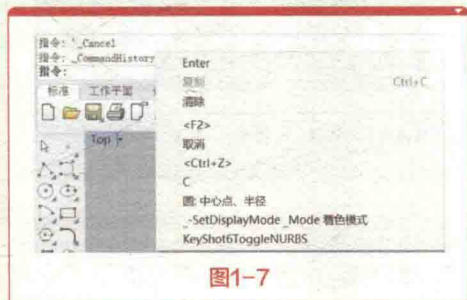 指令: '_Cancel
指令: _CommandHistory
指令:
标准 工作平面
Top
Enter
复制 Ctrl+C
清除
<F2>
取消
<Ctrl+Z>
C
圆: 中心点、半径
_-SetDisplayMode _Mode 着色模式
KeyShot6ToggleNURBS
图1-7